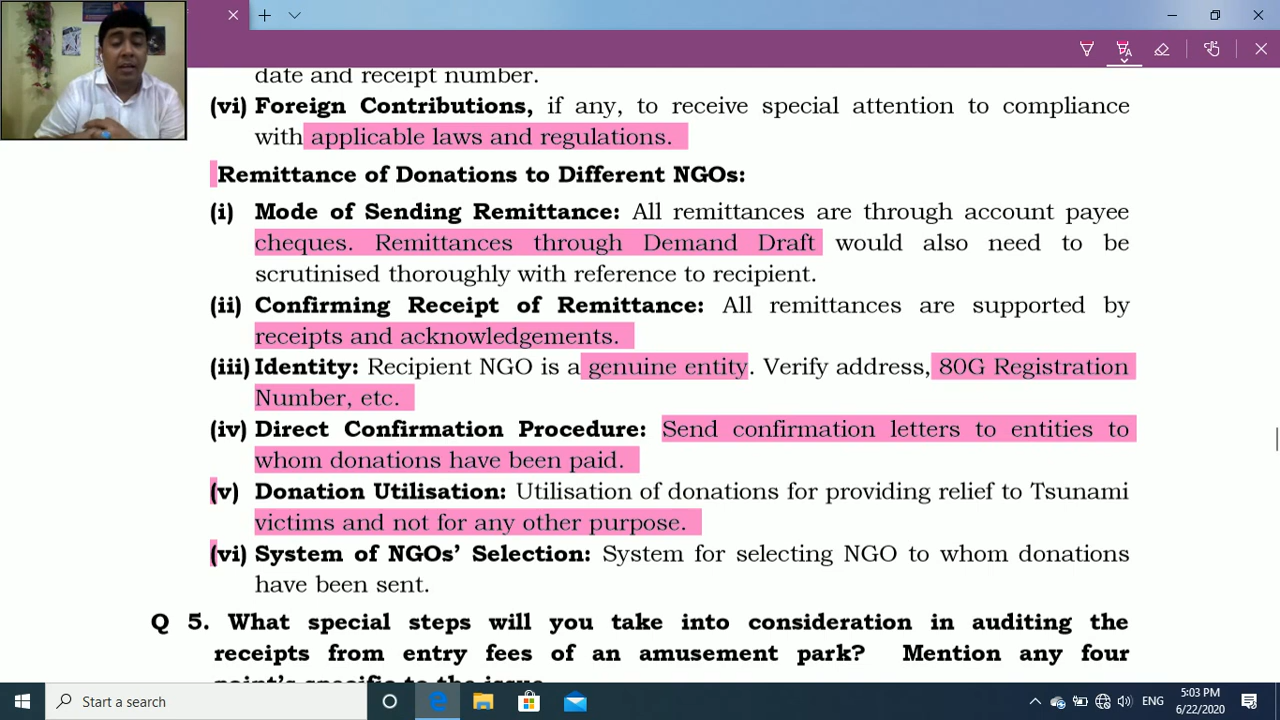 date and receipt number.
(vi) Foreign Contributions, if any, to receive special attention to compliance
with applicable laws and regulations.
Remittance of Donations to Different NGOs:
(i) Mode of Sending Remittance: All remittances are through account payee
cheques. Remittances through Demand Draft would also need to be
scrutinised thoroughly with reference to recipient.
(ii) Confirming Receipt of Remittance: All remittances are supported by
receipts and acknowledgements.
(iii) Identity: Recipient NGO is a genuine entity. Verify address, 80G Registration
Number, etc.
(iv) Direct Confirmation Procedure: Send confirmation letters to entities to
whom donations have been paid.
(v) Donation Utilisation: Utilisation of donations for providing relief to Tsunami
victims and not for any other purpose.
(vi) System of NGOs' Selection: System for selecting NGO to whom donations
have been sent.
Q 5. What special steps will you take into consideration in auditing the
receipts from entry fees of an amusement park? Mention any four
point's specific to the issue
Start a search
ENG
5:03 PM
6/22/2020